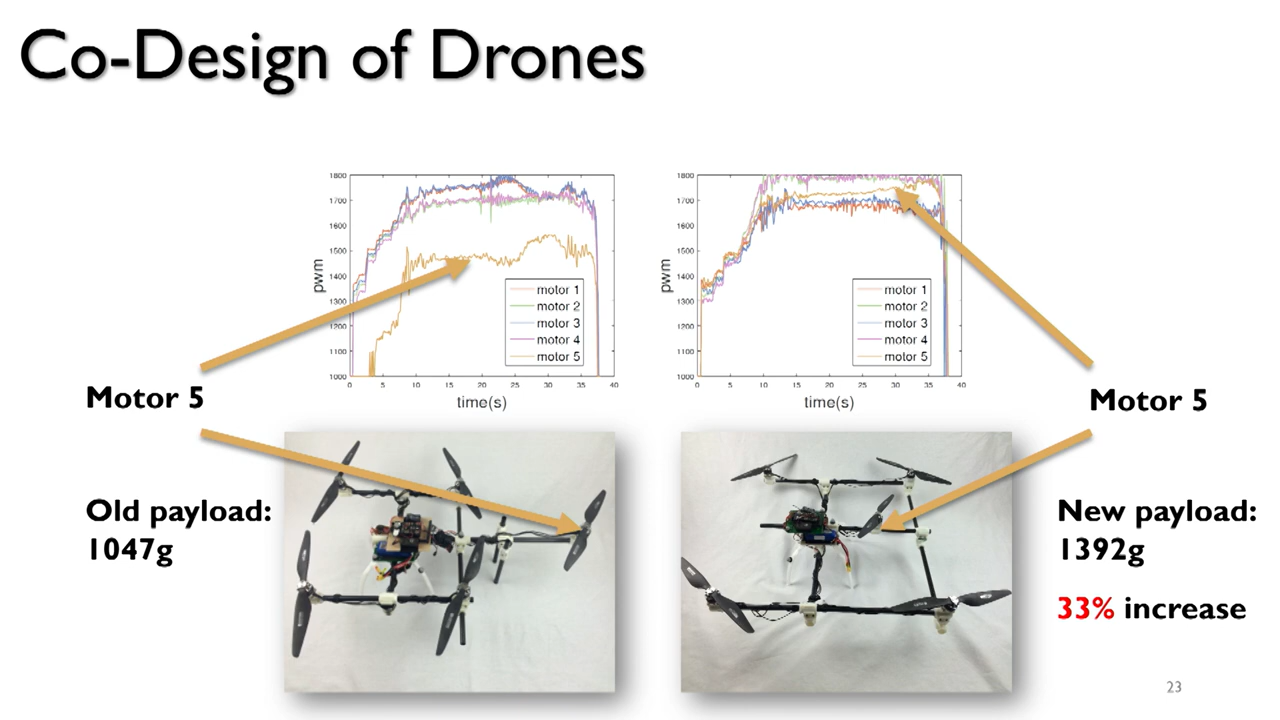 Co-Design of Drones
1800
1700
1600
1500
1400
1300
1200
1100
1000
pwm
0 5 10 15 20 25 30 35 40
time(s)
motor 1
motor 2
motor 3
motor 4
motor 5
1800
1700
1600
1500
1400
1300
1200
1100
1000
pwm
0 5 10 15 20 25 30 35 40
time(s)
motor 1
motor 2
motor 3
motor 4
motor 5
Motor 5
Motor 5
Old payload:
1047g
New payload:
1392g
33% increase
23